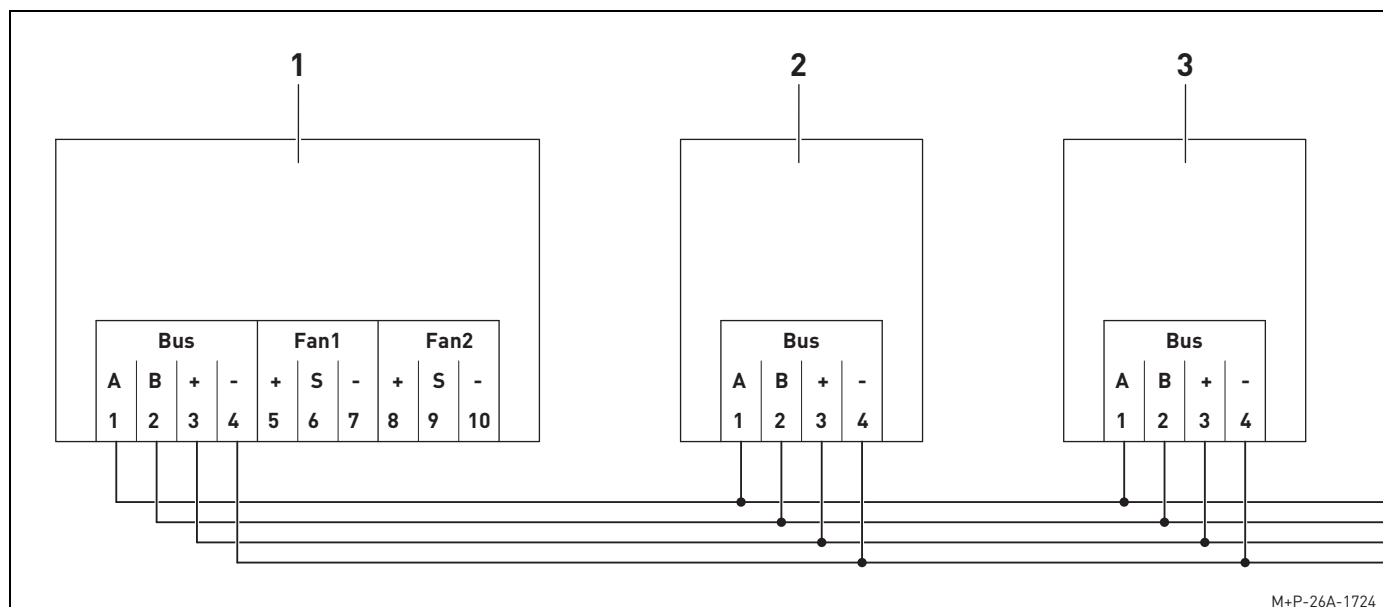 1 2 3
Bus Fan1 Fan2 Bus Bus
A B + - + S - + S - A B + - A B + -
1 2 3 4 5 6 7 8 9 10 1 2 3 4 1 2 3 4
M+P-26A-1724